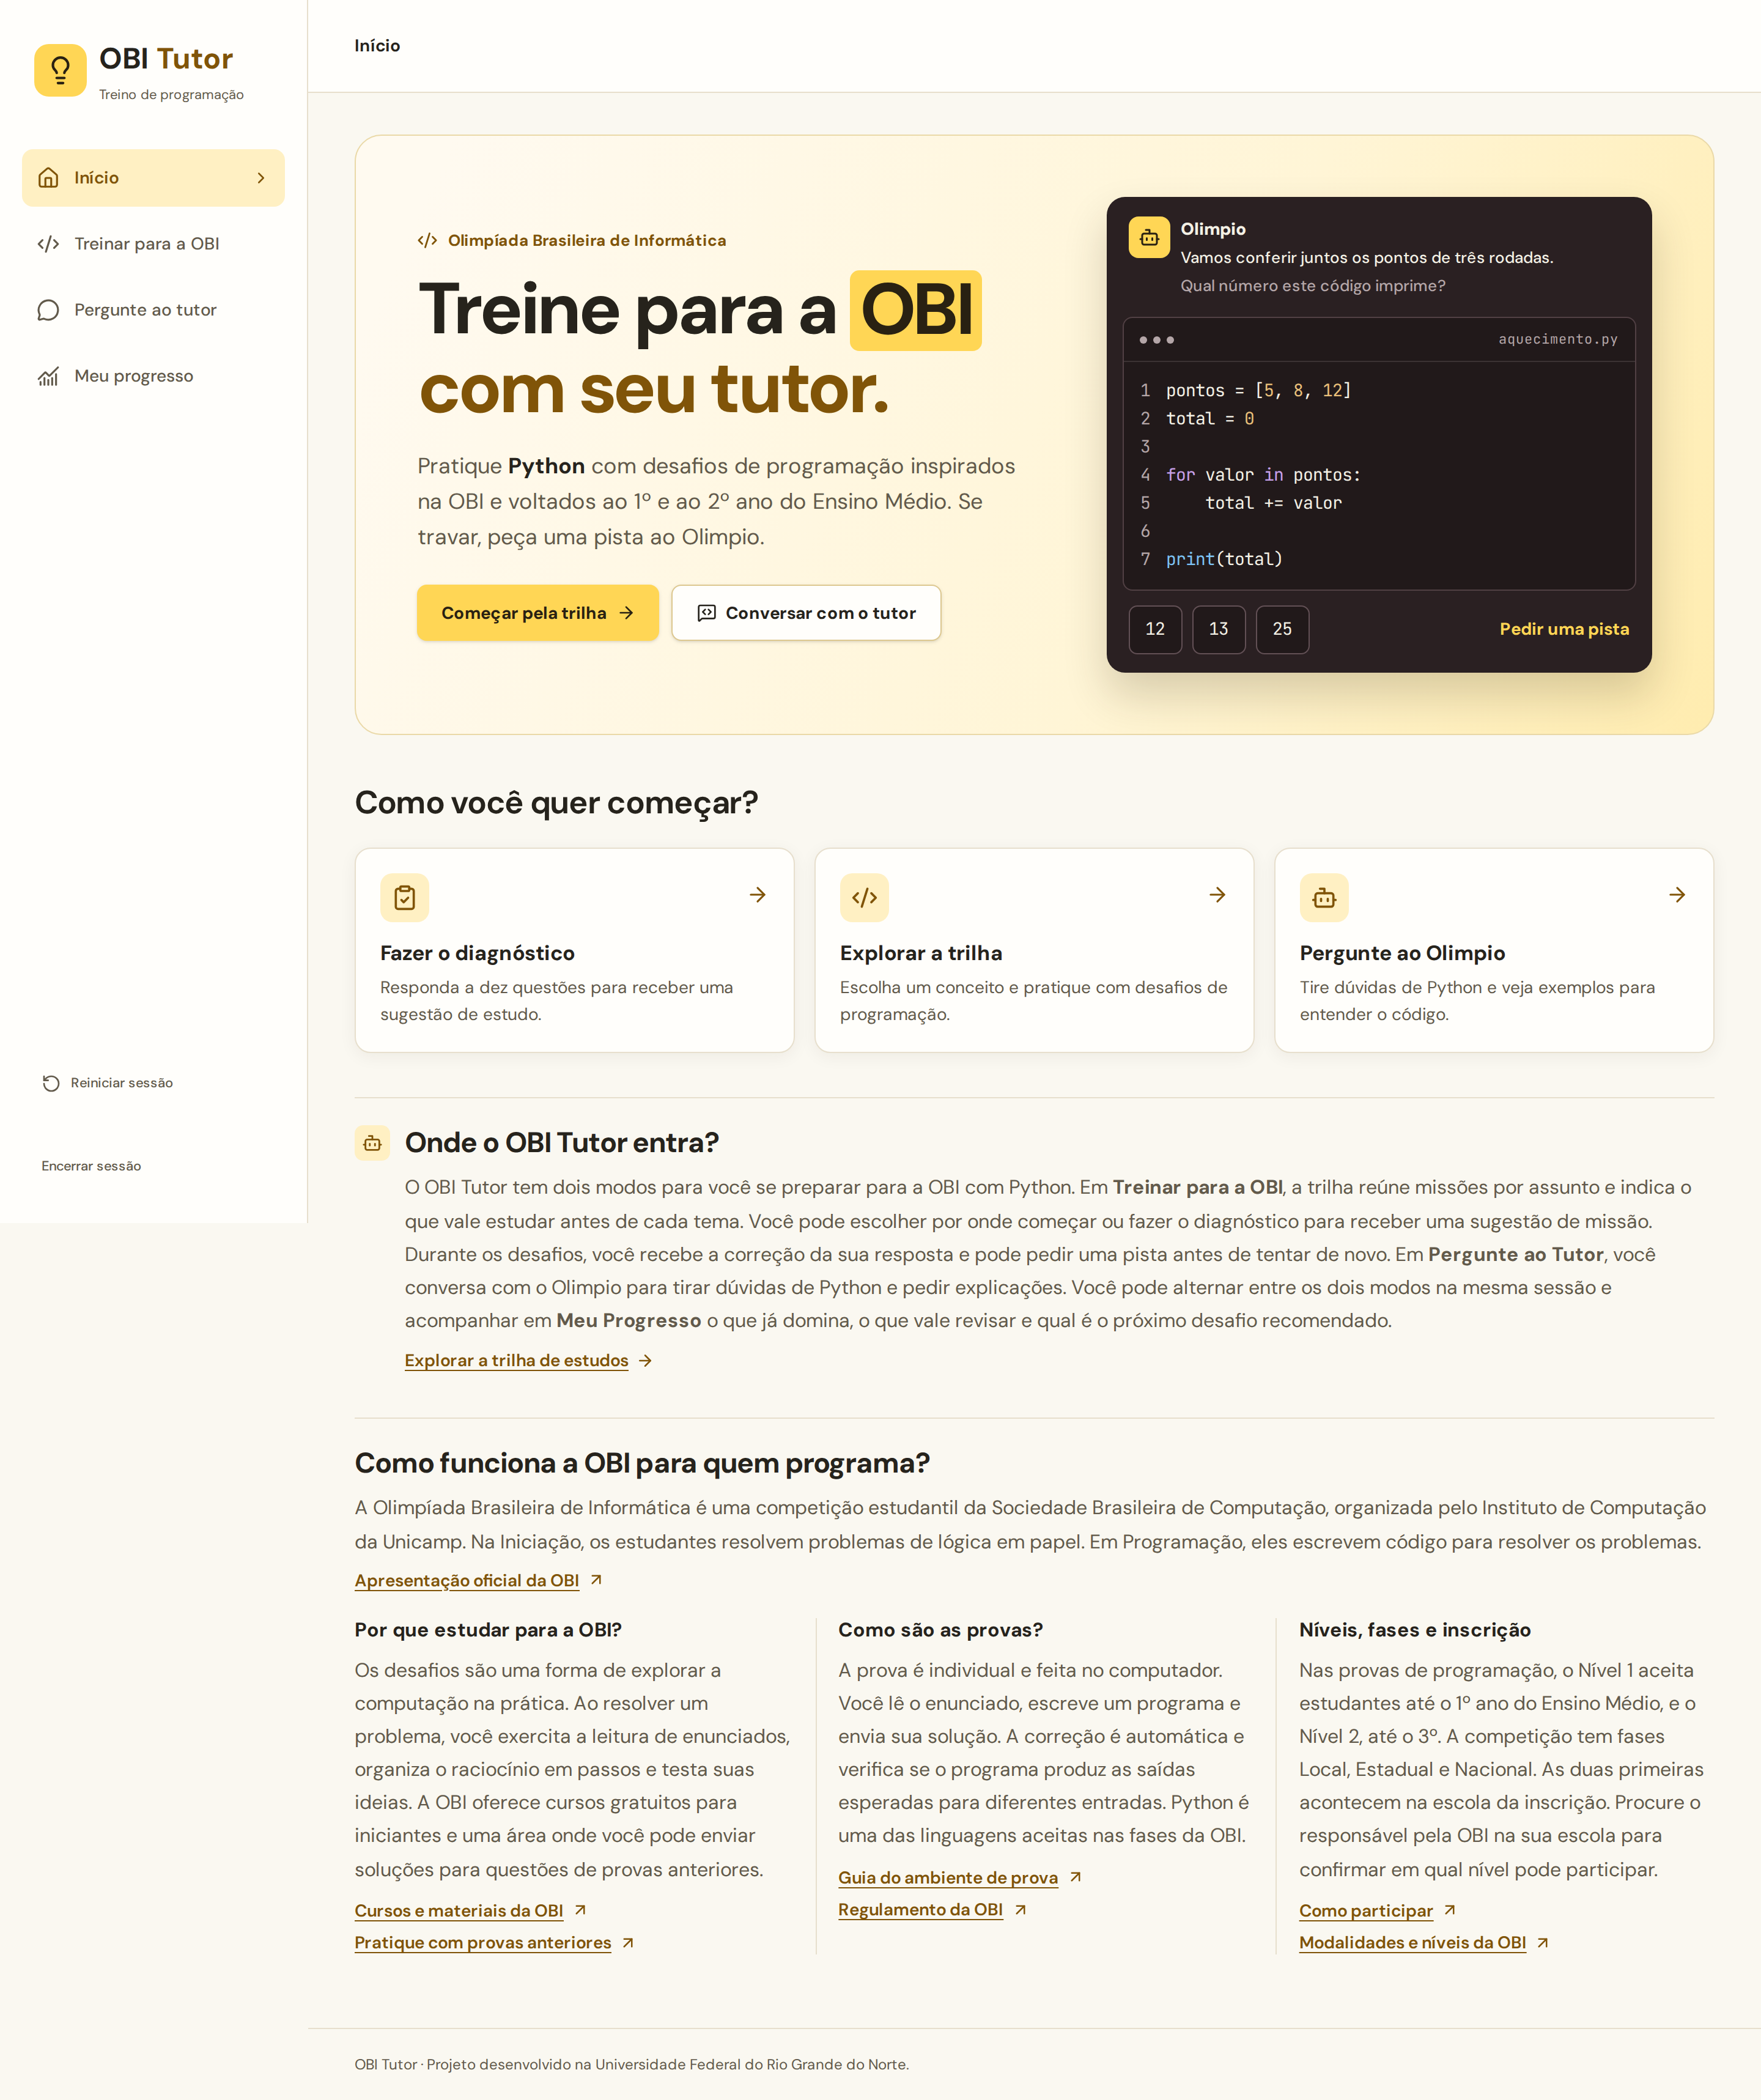 OBI Tutor
Treino de programação
Início
Treinar para a OBI
Pergunte ao tutor
Meu progresso
Reiniciar sessão
Encerrar sessão
Início
Olimpíada Brasileira de Informática
Treine para a OBI
com seu tutor.
Pratique Python com desafios de programação inspirados
na OBI e voltados ao 1º e ao 2º ano do Ensino Médio. Se
travar, peça uma pista ao Olimpio.
Começar pela trilha
Conversar com o tutor
Olimpio
Vamos conferir juntos os pontos de três rodadas.
Qual número este código imprime?
aquecimento.py
1 pontos = [5, 8, 12]
2 total = 0
3
4 for valor in pontos:
5     total += valor
6
7 print(total)
12 13 25 Pedir uma pista
Como você quer começar?
Fazer o diagnóstico
Responda a dez questões para receber uma
sugestão de estudo.
Explorar a trilha
Escolha um conceito e pratique com desafios de
programação.
Pergunte ao Olimpio
Tire dúvidas de Python e veja exemplos para
entender o código.
Onde o OBI Tutor entra?
O OBI Tutor tem dois modos para você se preparar para a OBI com Python. Em Treinar para a OBI, a trilha reúne missões por assunto e indica o
que vale estudar antes de cada tema. Você pode escolher por onde começar ou fazer o diagnóstico para receber uma sugestão de missão.
Durante os desafios, você recebe a correção da sua resposta e pode pedir uma pista antes de tentar de novo. Em Pergunte ao Tutor, você
conversa com o Olimpio para tirar dúvidas de Python e pedir explicações. Você pode alternar entre os dois modos na mesma sessão e
acompanhar em Meu Progresso o que já domina, o que vale revisar e qual é o próximo desafio recomendado.
Explorar a trilha de estudos
Como funciona a OBI para quem programa?
A Olimpíada Brasileira de Informática é uma competição estudantil da Sociedade Brasileira de Computação, organizada pelo Instituto de Computação
da Unicamp. Na Iniciação, os estudantes resolvem problemas de lógica em papel. Em Programação, eles escrevem código para resolver os problemas.
Apresentação oficial da OBI
Por que estudar para a OBI?
Os desafios são uma forma de explorar a
computação na prática. Ao resolver um
problema, você exercita a leitura de enunciados,
organiza o raciocínio em passos e testa suas
ideias. A OBI oferece cursos gratuitos para
iniciantes e uma área onde você pode enviar
soluções para questões de provas anteriores.
Cursos e materiais da OBI
Pratique com provas anteriores
Como são as provas?
A prova é individual e feita no computador.
Você lê o enunciado, escreve um programa e
envia sua solução. A correção é automática e
verifica se o programa produz as saídas
esperadas para diferentes entradas. Python é
uma das linguagens aceitas nas fases da OBI.
Guia do ambiente de prova
Regulamento da OBI
Níveis, fases e inscrição
Nas provas de programação, o Nível 1 aceita
estudantes até o 1º ano do Ensino Médio, e o
Nível 2, até o 3º. A competição tem fases
Local, Estadual e Nacional. As duas primeiras
acontecem na escola da inscrição. Procure o
responsável pela OBI na sua escola para
confirmar em qual nível pode participar.
Como participar
Modalidades e níveis da OBI
OBI Tutor · Projeto desenvolvido na Universidade Federal do Rio Grande do Norte.